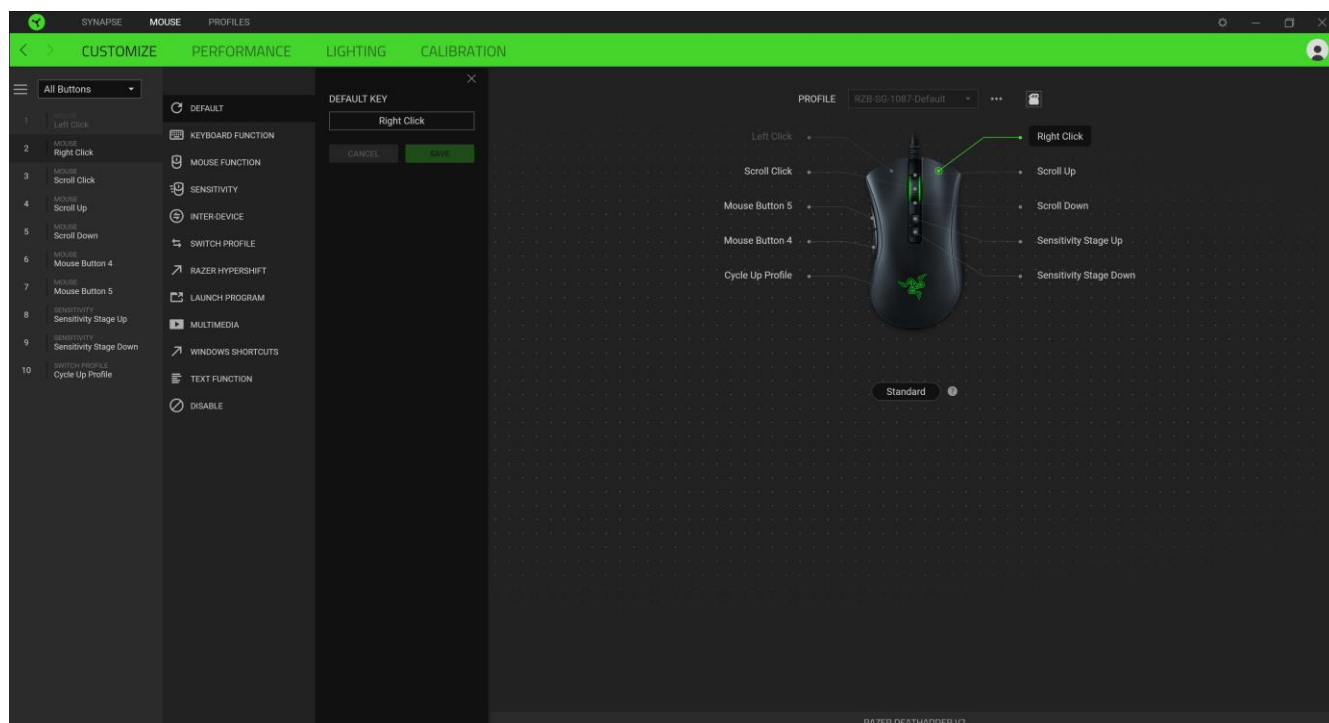 SYNAPSE MOUSE PROFILES
CUSTOMIZE PERFORMANCE LIGHTING CALIBRATION
All Buttons
1 MOUSE Left Click
2 MOUSE Right Click
3 MOUSE Scroll Click
4 MOUSE Scroll Up
5 MOUSE Scroll Down
6 MOUSE Mouse Button 4
7 MOUSE Mouse Button 5
8 SENSITIVITY Sensitivity Stage Up
9 SENSITIVITY Sensitivity Stage Down
10 SWITCH PROFILE Cycle Up Profile
DEFAULT
KEYBOARD FUNCTION
MOUSE FUNCTION
SENSITIVITY
INTER-DEVICE
SWITCH PROFILE
RAZER HYPERSHIFT
LAUNCH PROGRAM
MULTIMEDIA
WINDOWS SHORTCUTS
TEXT FUNCTION
DISABLE
DEFAULT KEY
Right Click
CANCEL SAVE
PROFILE RZB-SG-1087-Default
Left Click
Scroll Click
Mouse Button 5
Mouse Button 4
Cycle Up Profile
Right Click
Scroll Up
Scroll Down
Sensitivity Stage Up
Sensitivity Stage Down
Standard ?
RAZER DEATHADDER V2